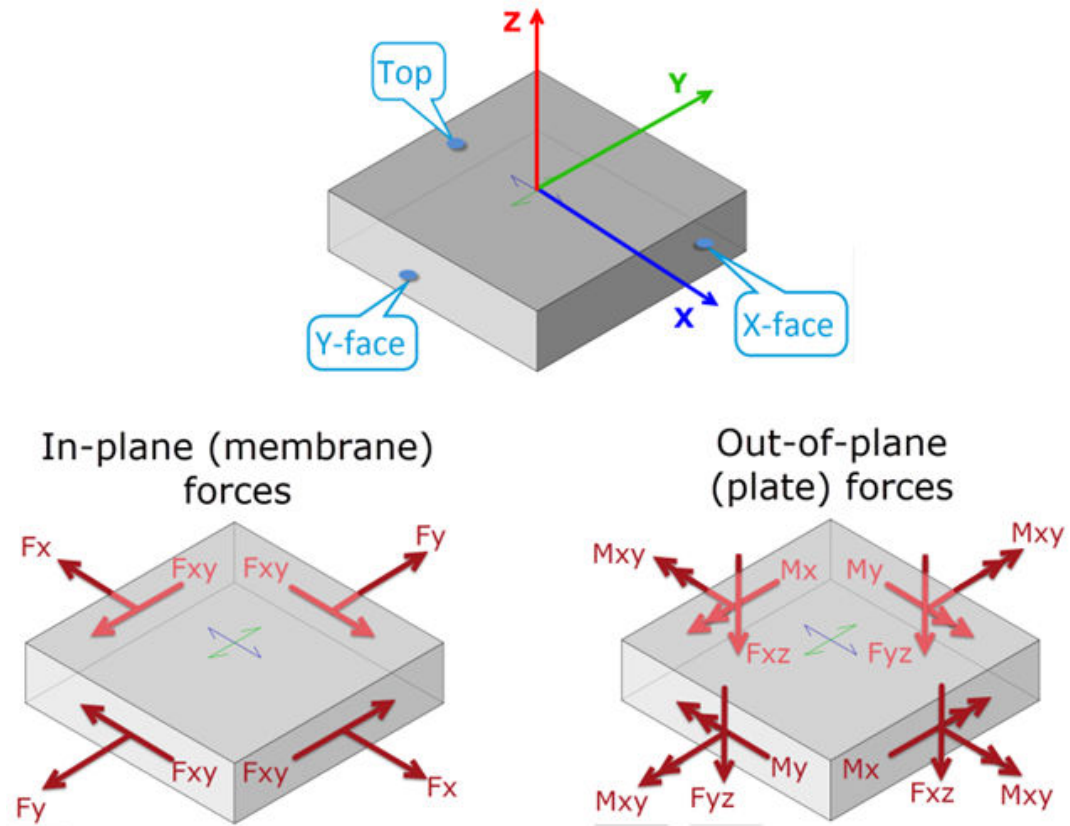 Z
Top
Y
Y-face
X
X-face
In-plane (membrane)
forces
Fx
Fxy
Fxy
Fy
Fy
Fxy
Fxy
Fx
Out-of-plane
(plate) forces
Mxy
Mx
My
Mxy
Fxz
Fyz
Mxy
Fyz
My
Mx
Fxz
Mxy